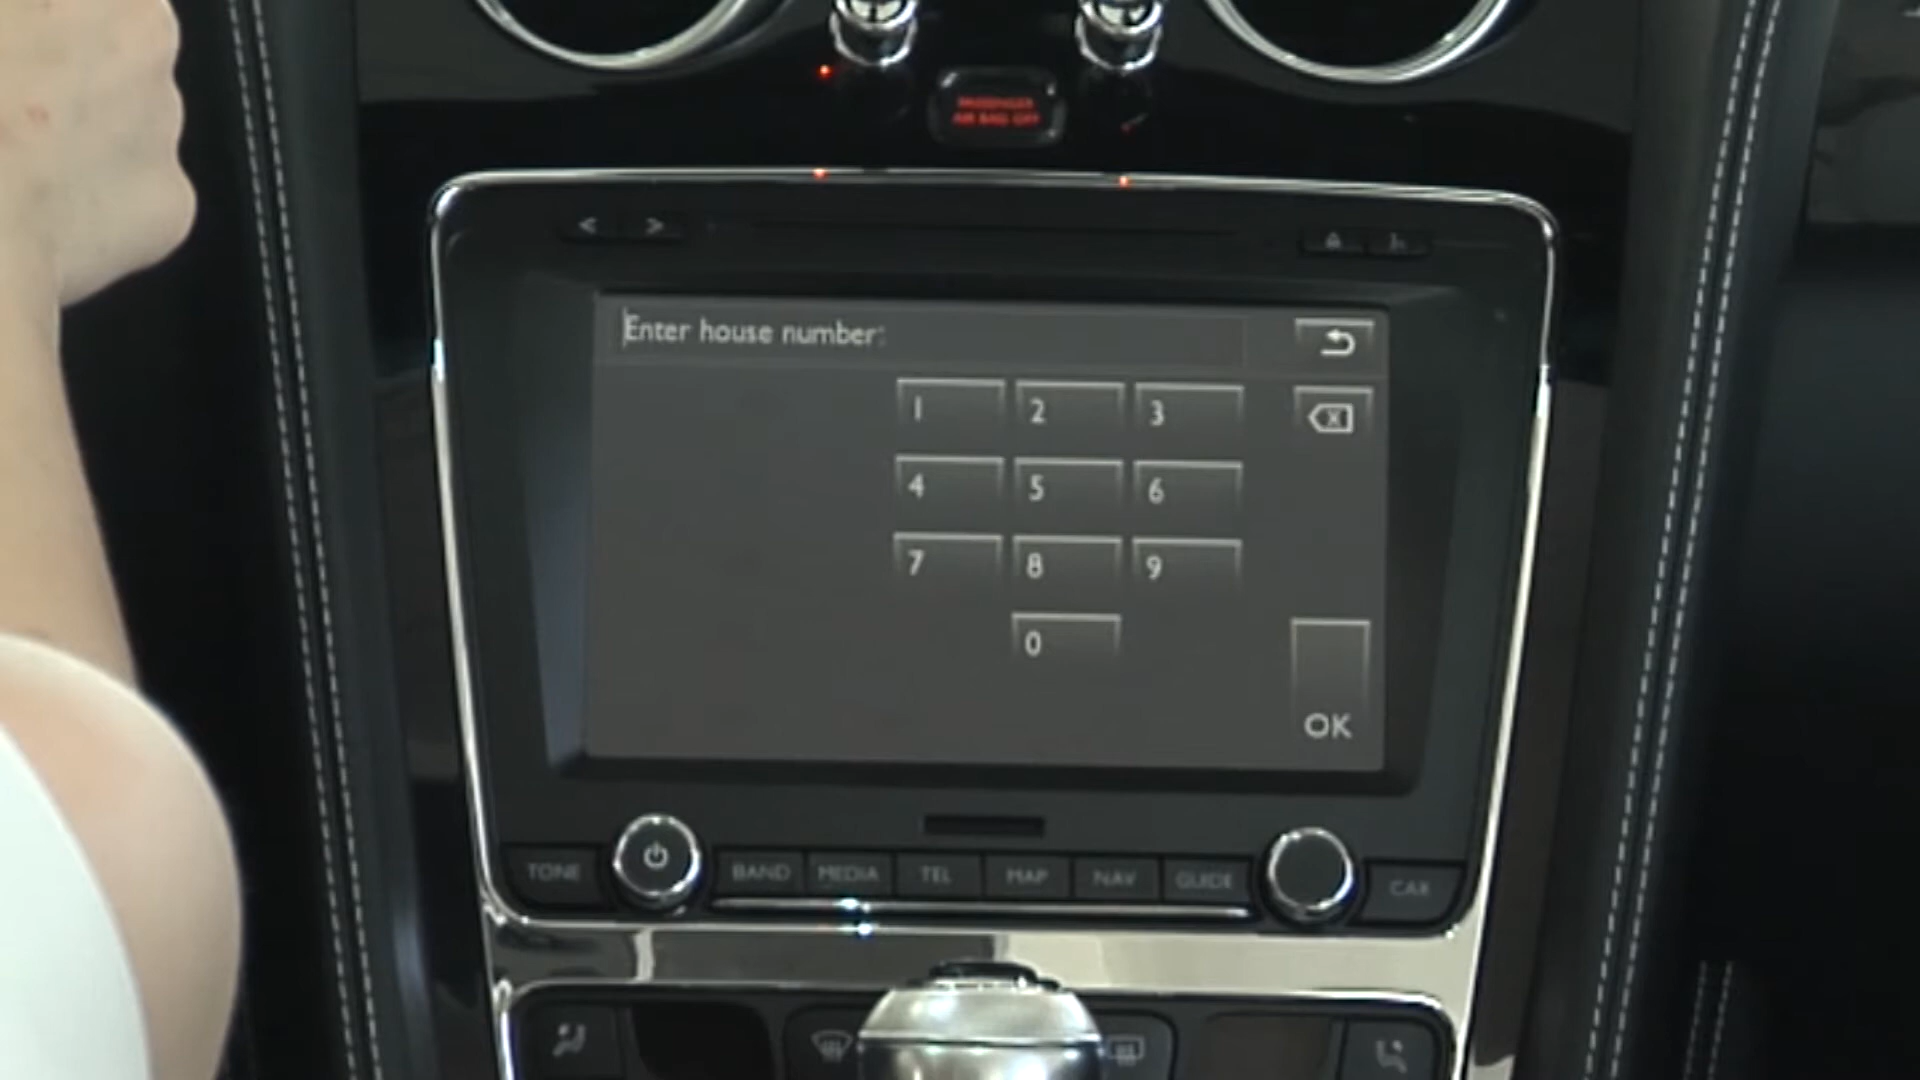 PASSENGER
AIR BAG OFF
< >
Enter house number:
1 2 3
4 5 6
7 8 9
0
OK
TONE BAND MEDIA TEL MAP NAV GUIDE CAR